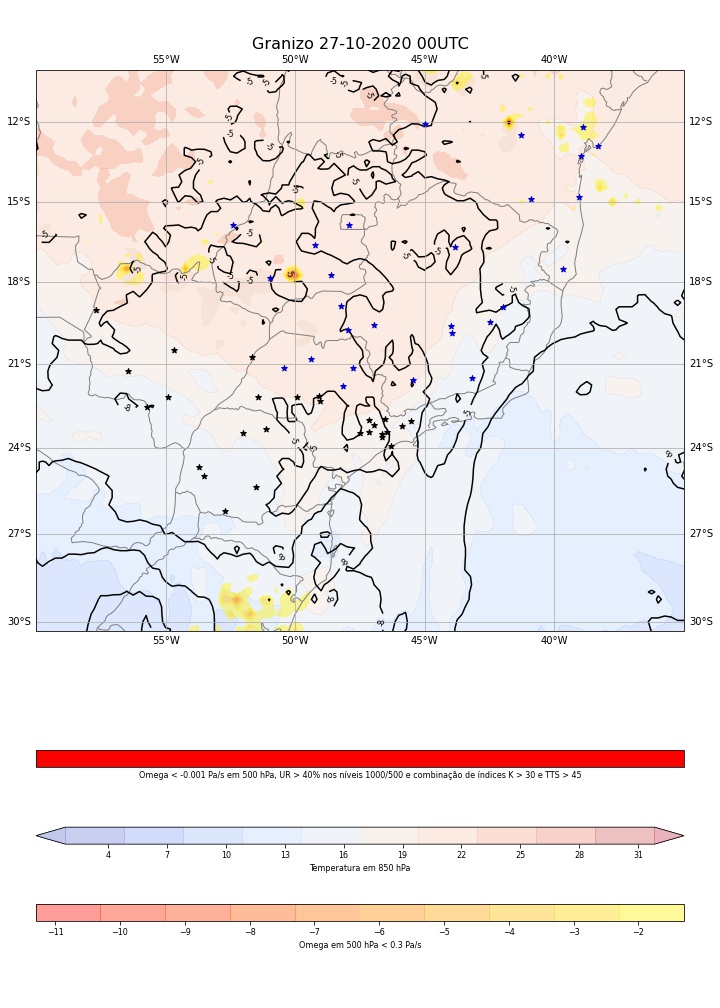 Granizo 27-10-2020 00UTC
55°W 50°W 45°W 40°W
12°S 12°S
15°S 15°S
18°S 18°S
21°S 21°S
24°S 24°S
27°S 27°S
30°S 30°S
55°W 50°W 45°W 40°W
Omega < -0.001 Pa/s em 500 hPa, UR > 40% nos níveis 1000/500 e combinação de índices K > 30 e TTS > 45
4 7 10 13 16 19 22 25 28 31
Temperatura em 850 hPa
−11 −10 −9 −8 −7 −6 −5 −4 −3 −2
Omega em 500 hPa < 0.3 Pa/s